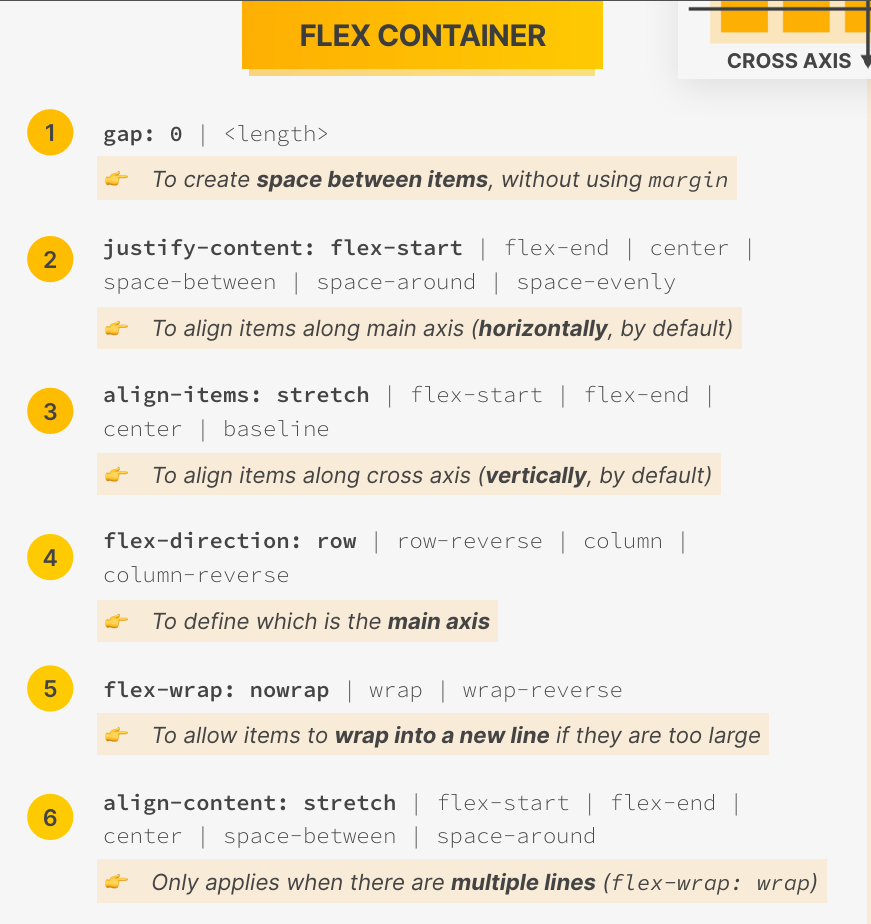 FLEX CONTAINER
CROSS AXIS
1
gap: 0 | <length>
👉 To create space between items, without using margin
2
justify-content: flex-start | flex-end | center |
space-between | space-around | space-evenly
👉 To align items along main axis (horizontally, by default)
3
align-items: stretch | flex-start | flex-end |
center | baseline
👉 To align items along cross axis (vertically, by default)
4
flex-direction: row | row-reverse | column |
column-reverse
👉 To define which is the main axis
5
flex-wrap: nowrap | wrap | wrap-reverse
👉 To allow items to wrap into a new line if they are too large
6
align-content: stretch | flex-start | flex-end |
center | space-between | space-around
👉 Only applies when there are multiple lines (flex-wrap: wrap)